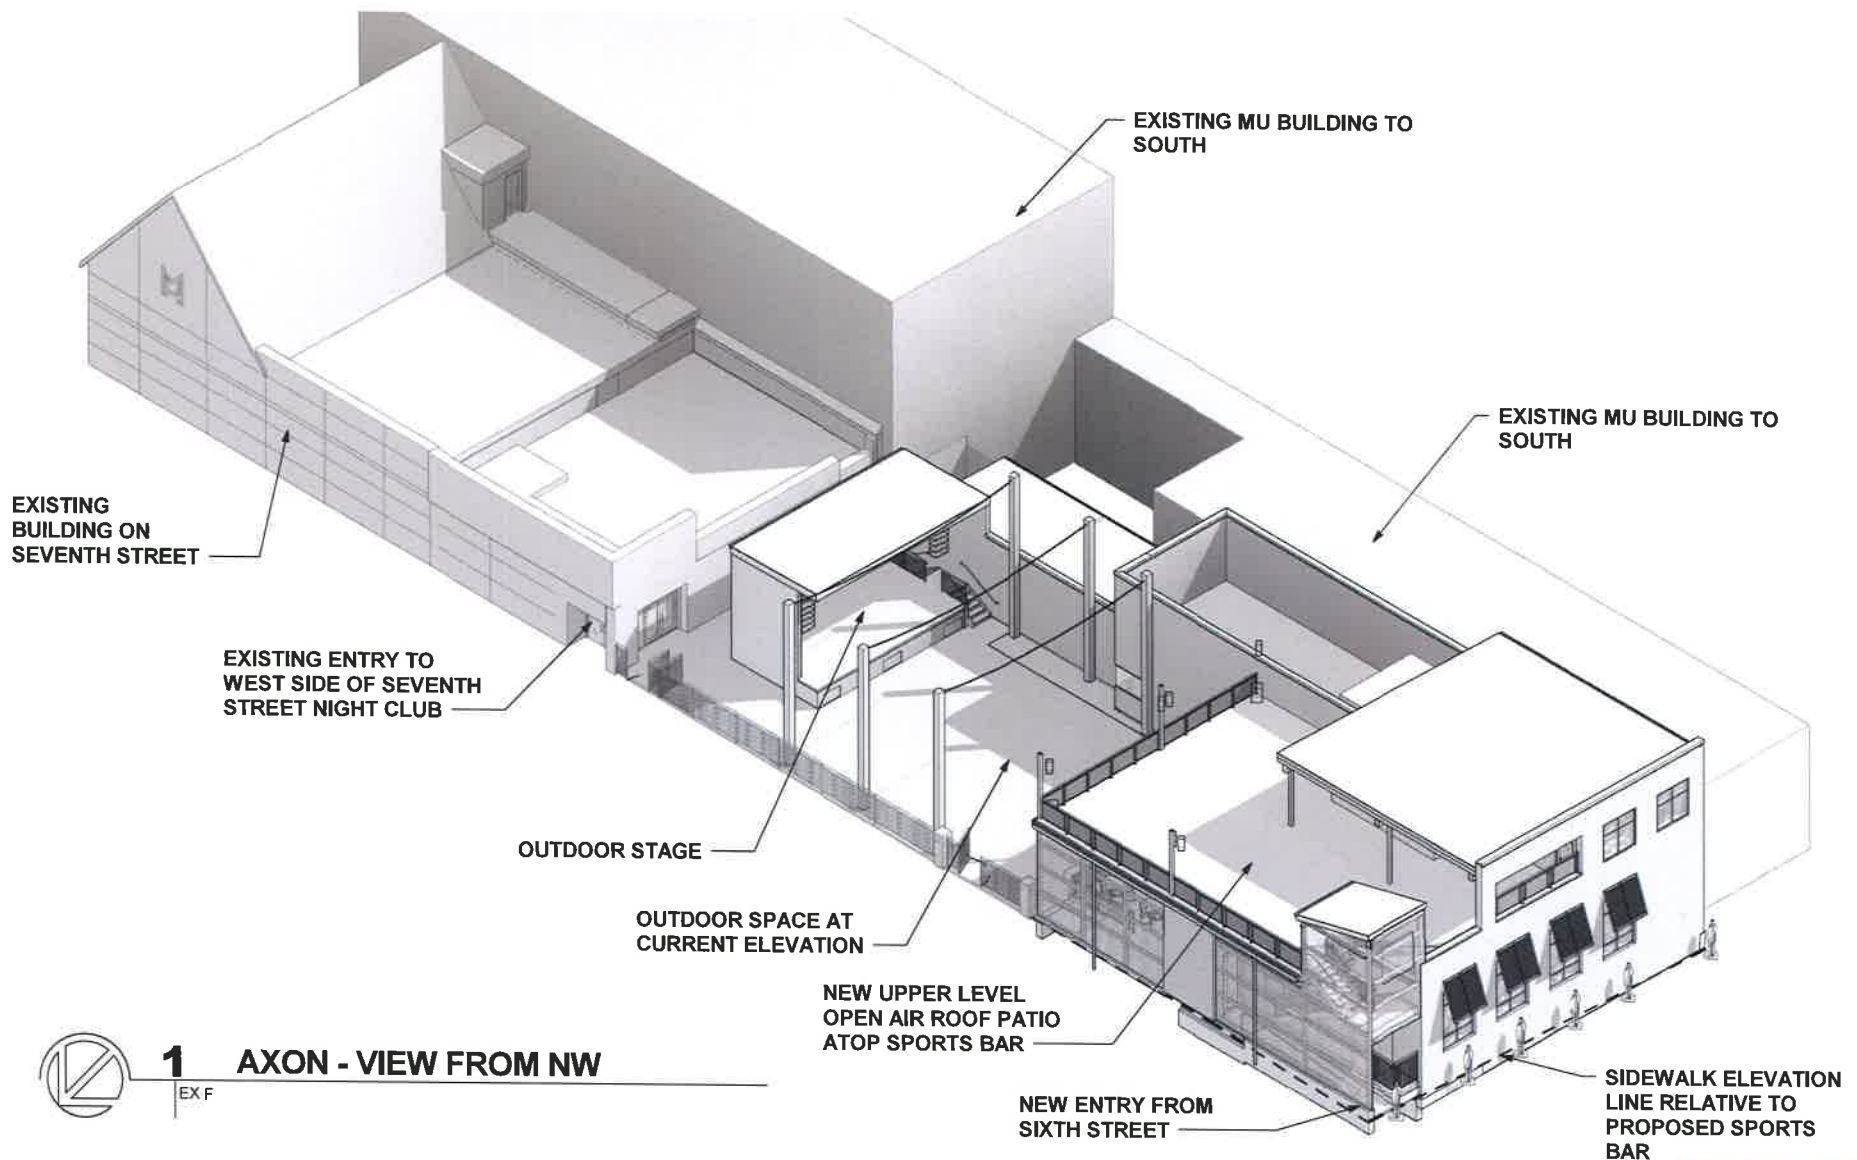 EXISTING MU BUILDING TO
SOUTH
EXISTING MU BUILDING TO
SOUTH
EXISTING
BUILDING ON
SEVENTH STREET
EXISTING ENTRY TO
WEST SIDE OF SEVENTH
STREET NIGHT CLUB
OUTDOOR STAGE
OUTDOOR SPACE AT
CURRENT ELEVATION
NEW UPPER LEVEL
OPEN AIR ROOF PATIO
ATOP SPORTS BAR
NEW ENTRY FROM
SIXTH STREET
SIDEWALK ELEVATION
LINE RELATIVE TO
PROPOSED SPORTS
BAR
1 AXON - VIEW FROM NW
EX F